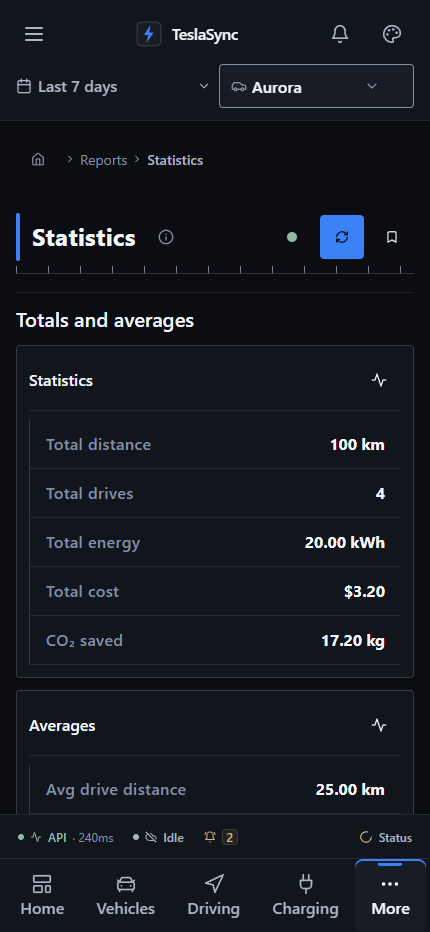 TeslaSync
Last 7 days
Aurora
Reports
Statistics
Statistics
Totals and averages
Statistics
Total distance 100 km
Total drives 4
Total energy 20.00 kWh
Total cost $3.20
CO₂ saved 17.20 kg
Averages
Avg drive distance 25.00 km
API · 240ms Idle 2 Status
Home Vehicles Driving Charging More